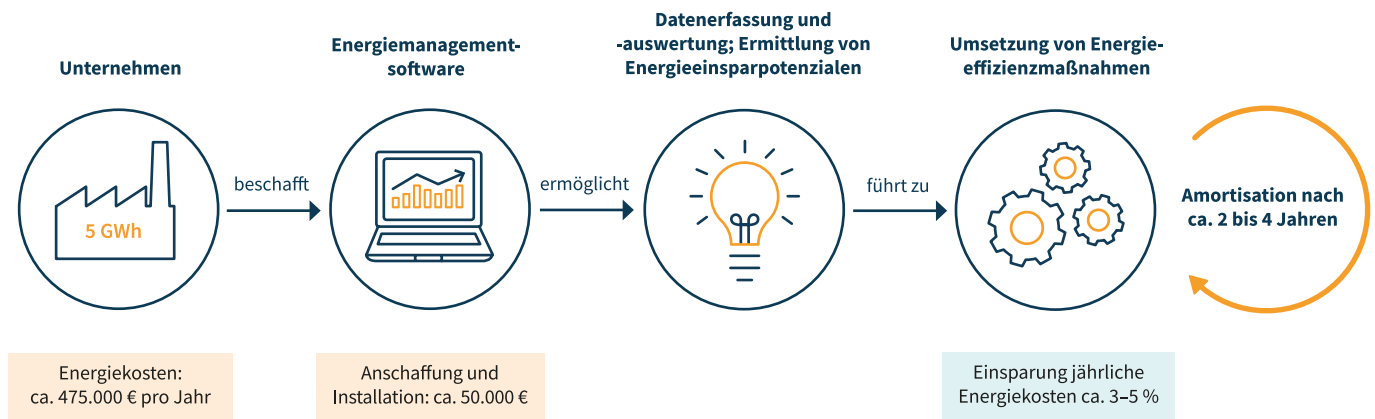 Unternehmen
5 GWh
Energiekosten:
ca. 475.000 € pro Jahr
beschafft
Energiemanagement-
software
Anschaffung und
Installation: ca. 50.000 €
ermöglicht
Datenerfassung und
-auswertung; Ermittlung von
Energieeinsparpotenzialen
führt zu
Umsetzung von Energie-
effizienzmaßnahmen
Einsparung jährliche
Energiekosten ca. 3–5 %
Amortisation nach
ca. 2 bis 4 Jahren